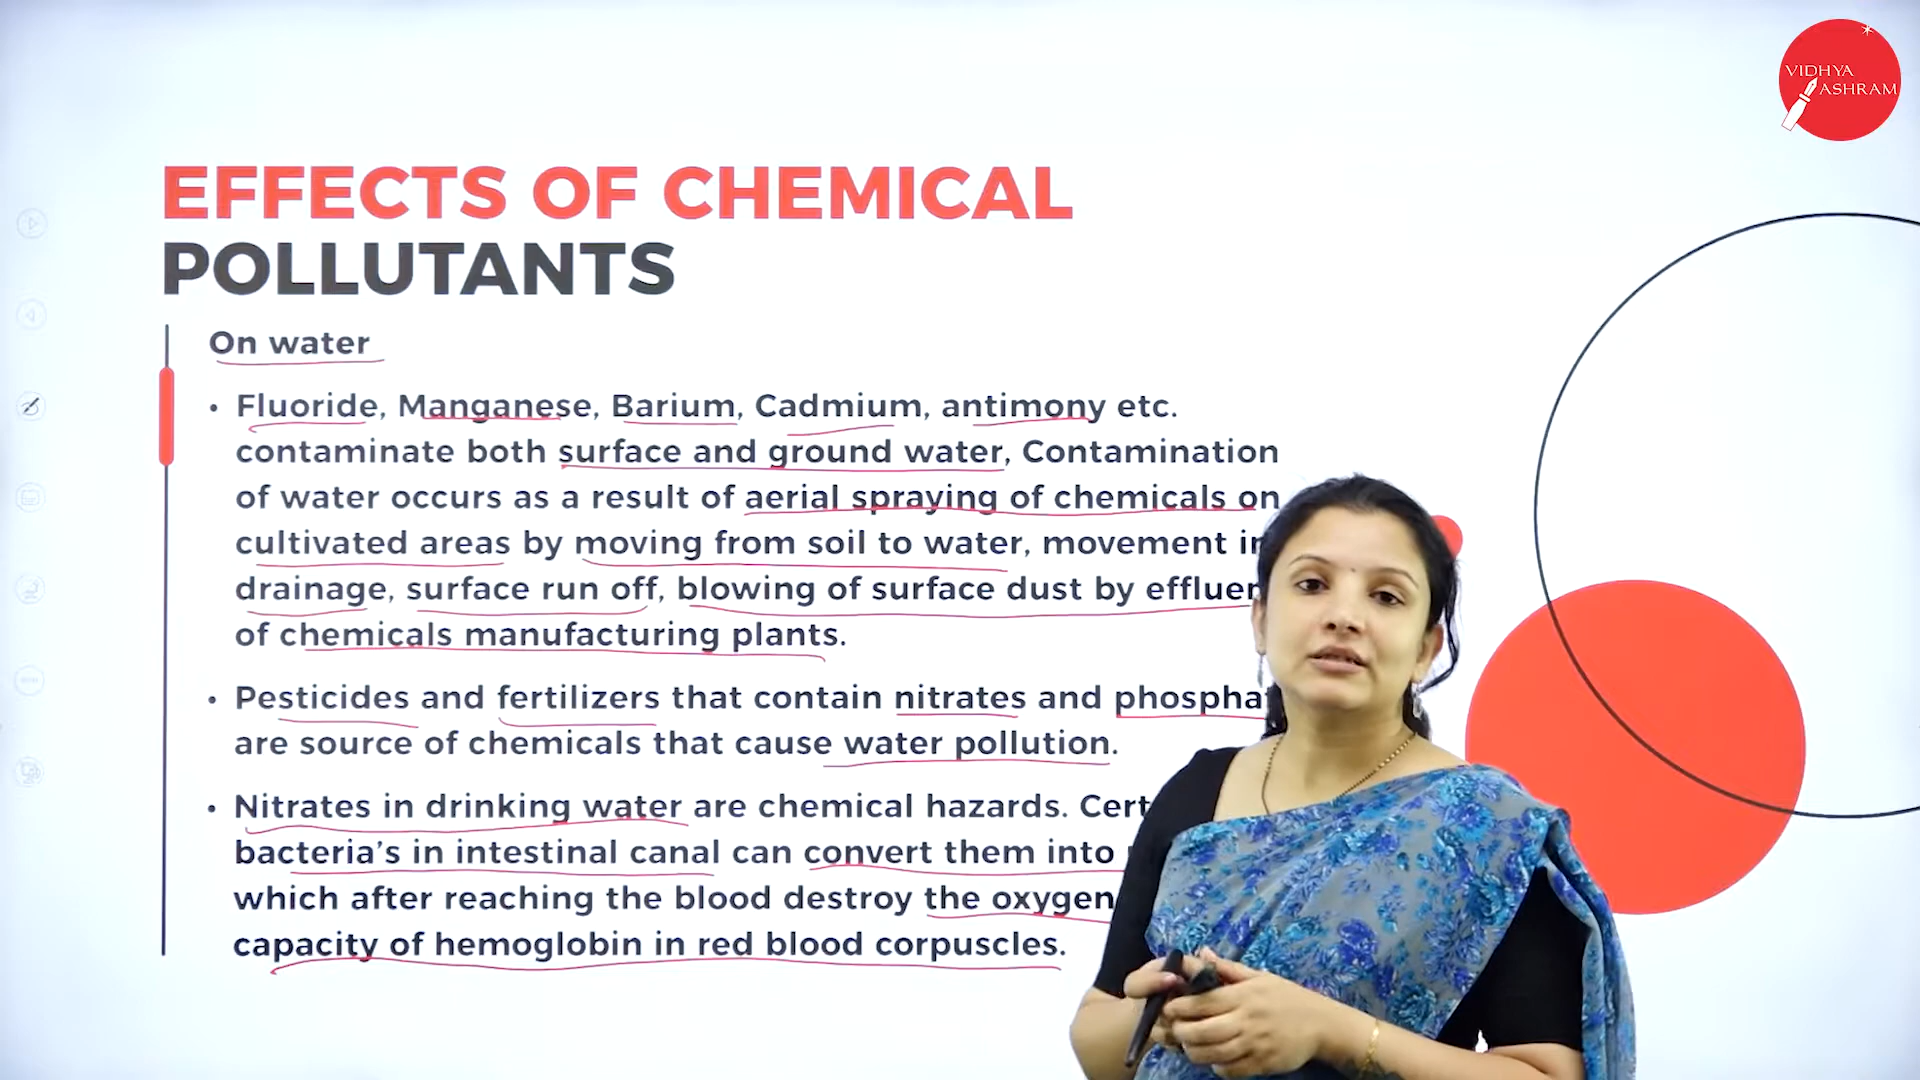 VIDHYA
ASHRAM
EFFECTS OF CHEMICAL
POLLUTANTS
On water
• Fluoride, Manganese, Barium, Cadmium, antimony etc.
contaminate both surface and ground water, Contamination
of water occurs as a result of aerial spraying of chemicals on
cultivated areas by moving from soil to water, movement in
drainage, surface run off, blowing of surface dust by
of chemicals manufacturing plants.
• Pesticides and fertilizers that contain nitrates and
are source of chemicals that cause water pollution.
• Nitrates in drinking water are chemical hazards.
bacteria's in intestinal canal can convert them into
which after reaching the blood destroy the oxygen
capacity of hemoglobin in red blood corpuscles.